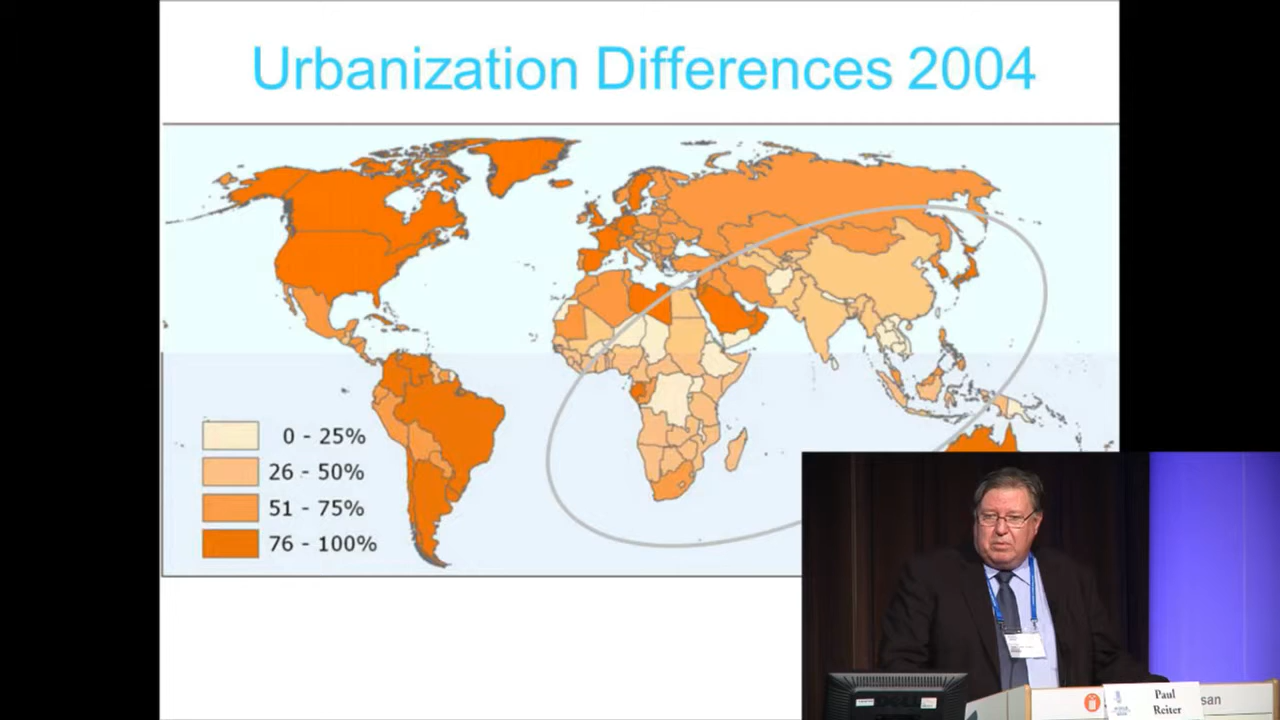 Urbanization Differences 2004
0 - 25%
26 - 50%
51 - 75%
76 - 100%
Paul
Reiter
san